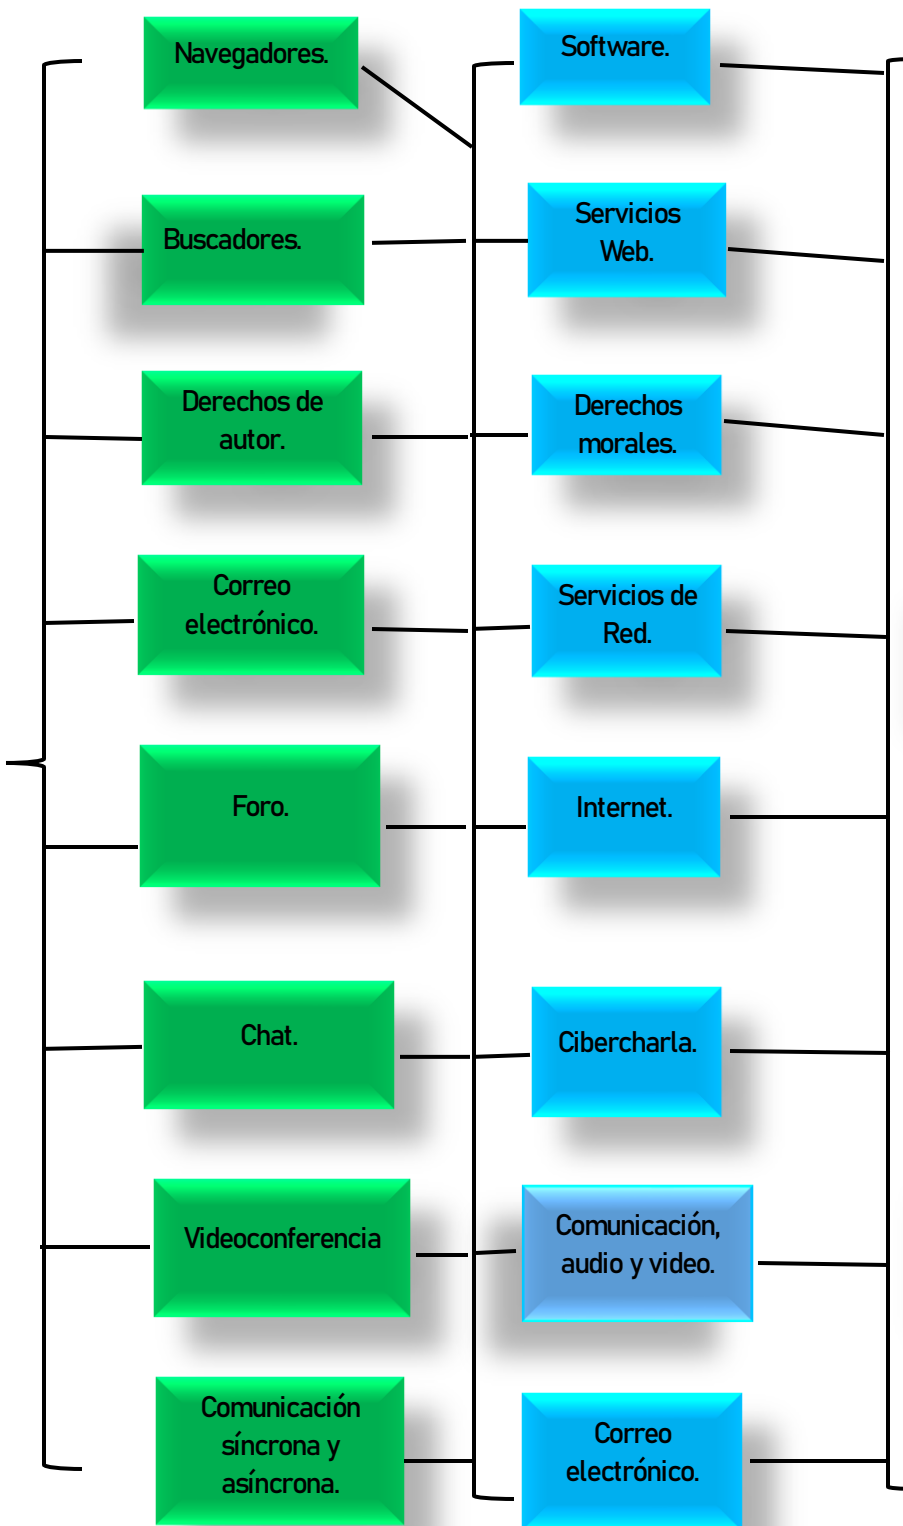 Navegadores.
Software.
Buscadores.
Servicios
Web.
Derechos de
autor.
Derechos
morales.
Correo
electrónico.
Servicios de
Red.
Foro.
Internet.
Chat.
Cibercharla.
Videoconferencia
Comunicación,
audio y video.
Comunicación
síncrona y
asíncrona.
Correo
electrónico.